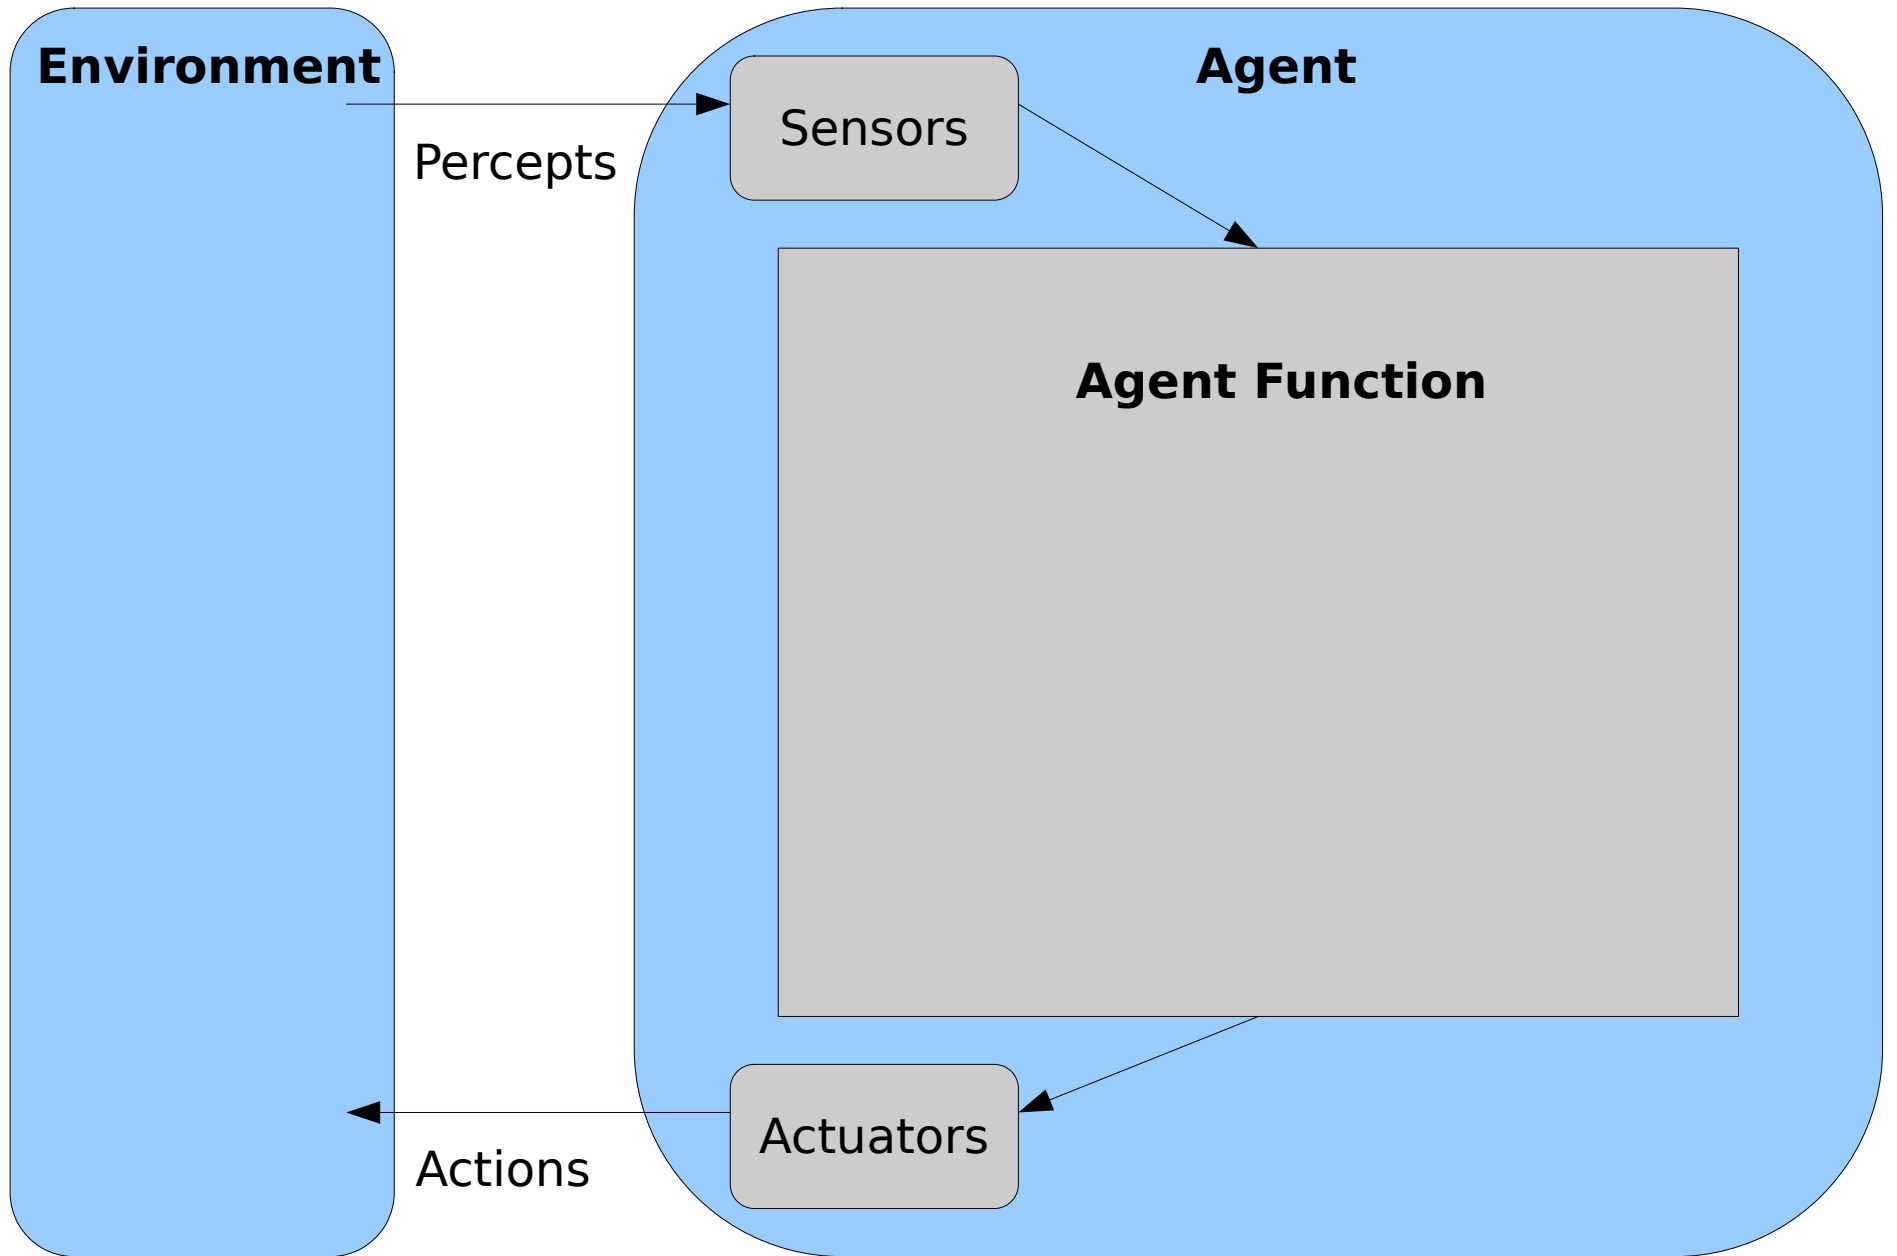 Environment
Agent
Sensors
Percepts
Agent Function
Actuators
Actions